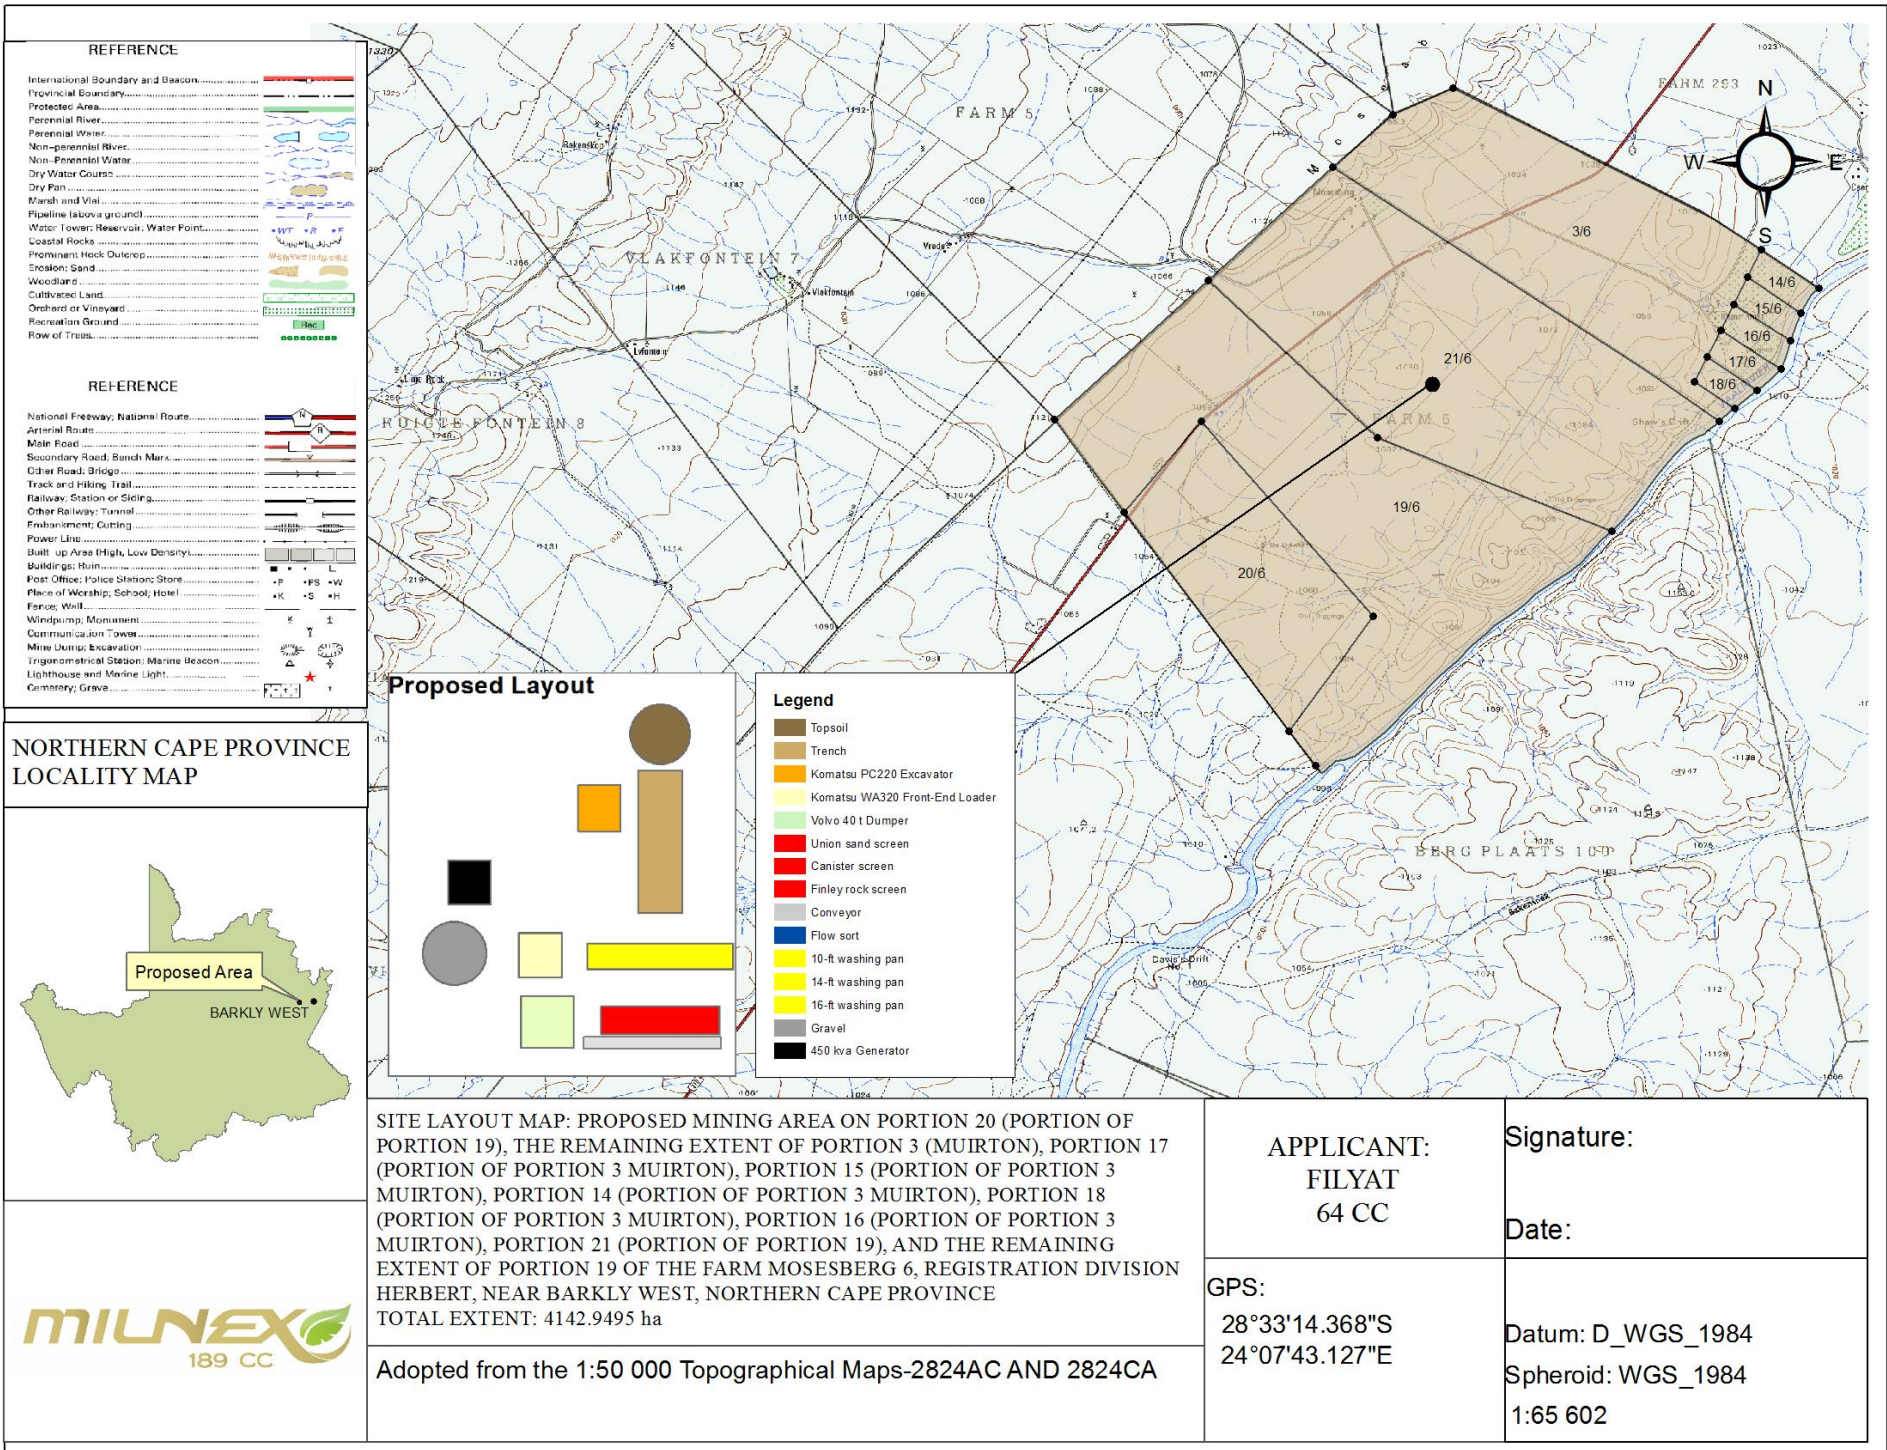 REFERENCE
International Boundary and Beacon
Provincial Boundary
Protected Area
Perennial River
Perennial Water
Non-perennial River
Non-Perennial Water
Dry Water Course
Dry Pan
Marsh and Vlei
Pipeline (above ground)
Water Tower; Reservoir; Water Point
•WT •R •F
Coastal Rocks
Prominent Rock Outcrop
Erosion; Sand
Woodland
Cultivated Land
Orchard or Vineyard
Recreation Ground
Rec
Row of Trees
REFERENCE
National Freeway; National Route
N
Arterial Route
R
Main Road
Secondary Road; Bench Mark
Other Road; Bridge
Track and Hiking Trail
Railway; Station or Siding
Other Railway; Tunnel
Embankment; Cutting
Power Line
Built up Area (High, Low Density)
Buildings; Ruin
Post Office; Police Station; Store
•P •PS •W
Place of Worship; School; Hotel
•K •S •H
Fence; Wall
Windpump; Monument
Communication Tower
Mine Dump; Excavation
Trigonometrical Station; Marine Beacon
Lighthouse and Marine Light
Cemetery; Grave
NORTHERN CAPE PROVINCE
LOCALITY MAP
Proposed Area
BARKLY WEST
MILNEX
189 CC
FARM 5
FARM 293
VLAKFONTEIN 7
Vlakfontein
Vrede
RUIGTE FONTEIN 8
FARM 6
Shaw's Drift
Old Diggings
BERG PLAATS 100
Davis's Drift
No. 1
N
W
E
S
3/6
14/6
15/6
16/6
17/6
18/6
21/6
19/6
20/6
Proposed Layout
Legend
Topsoil
Trench
Komatsu PC220 Excavator
Komatsu WA320 Front-End Loader
Volvo 40 t Dumper
Union sand screen
Canister screen
Finley rock screen
Conveyor
Flow sort
10-ft washing pan
14-ft washing pan
16-ft washing pan
Gravel
450 kva Generator
SITE LAYOUT MAP: PROPOSED MINING AREA ON PORTION 20 (PORTION OF
PORTION 19), THE REMAINING EXTENT OF PORTION 3 (MUIRTON), PORTION 17
(PORTION OF PORTION 3 MUIRTON), PORTION 15 (PORTION OF PORTION 3
MUIRTON), PORTION 14 (PORTION OF PORTION 3 MUIRTON), PORTION 18
(PORTION OF PORTION 3 MUIRTON), PORTION 16 (PORTION OF PORTION 3
MUIRTON), PORTION 21 (PORTION OF PORTION 19), AND THE REMAINING
EXTENT OF PORTION 19 OF THE FARM MOSESBERG 6, REGISTRATION DIVISION
HERBERT, NEAR BARKLY WEST, NORTHERN CAPE PROVINCE
TOTAL EXTENT: 4142.9495 ha
Adopted from the 1:50 000 Topographical Maps-2824AC AND 2824CA
APPLICANT:
FILYAT
64 CC
GPS:
28°33'14.368"S
24°07'43.127"E
Signature:
Date:
Datum: D_WGS_1984
Spheroid: WGS_1984
1:65 602